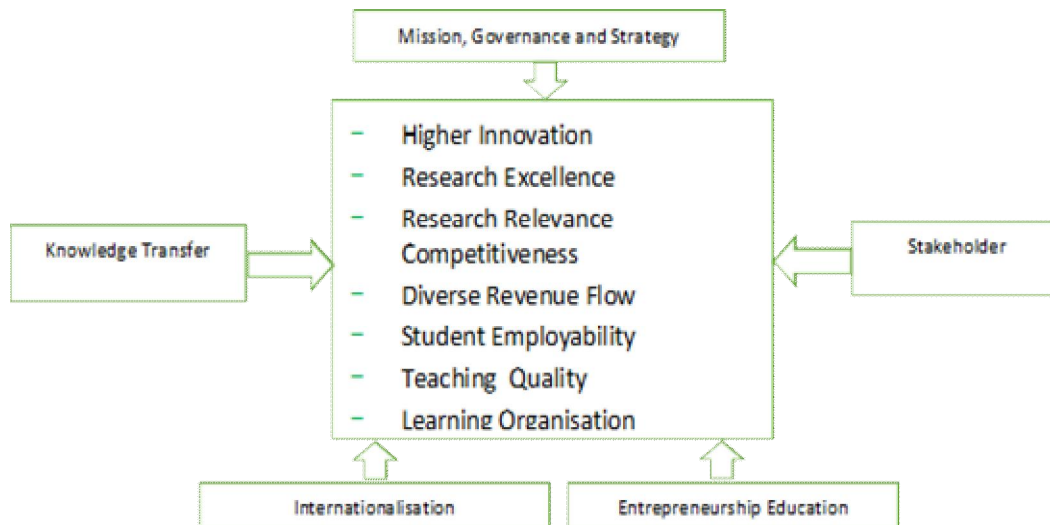 Mission, Governance and Strategy
- Higher Innovation
- Research Excellence
- Research Relevance
Competitiveness
- Diverse Revenue Flow
- Student Employability
- Teaching Quality
- Learning Organisation
Knowledge Transfer
Stakeholder
Internationalisation
Entrepreneurship Education